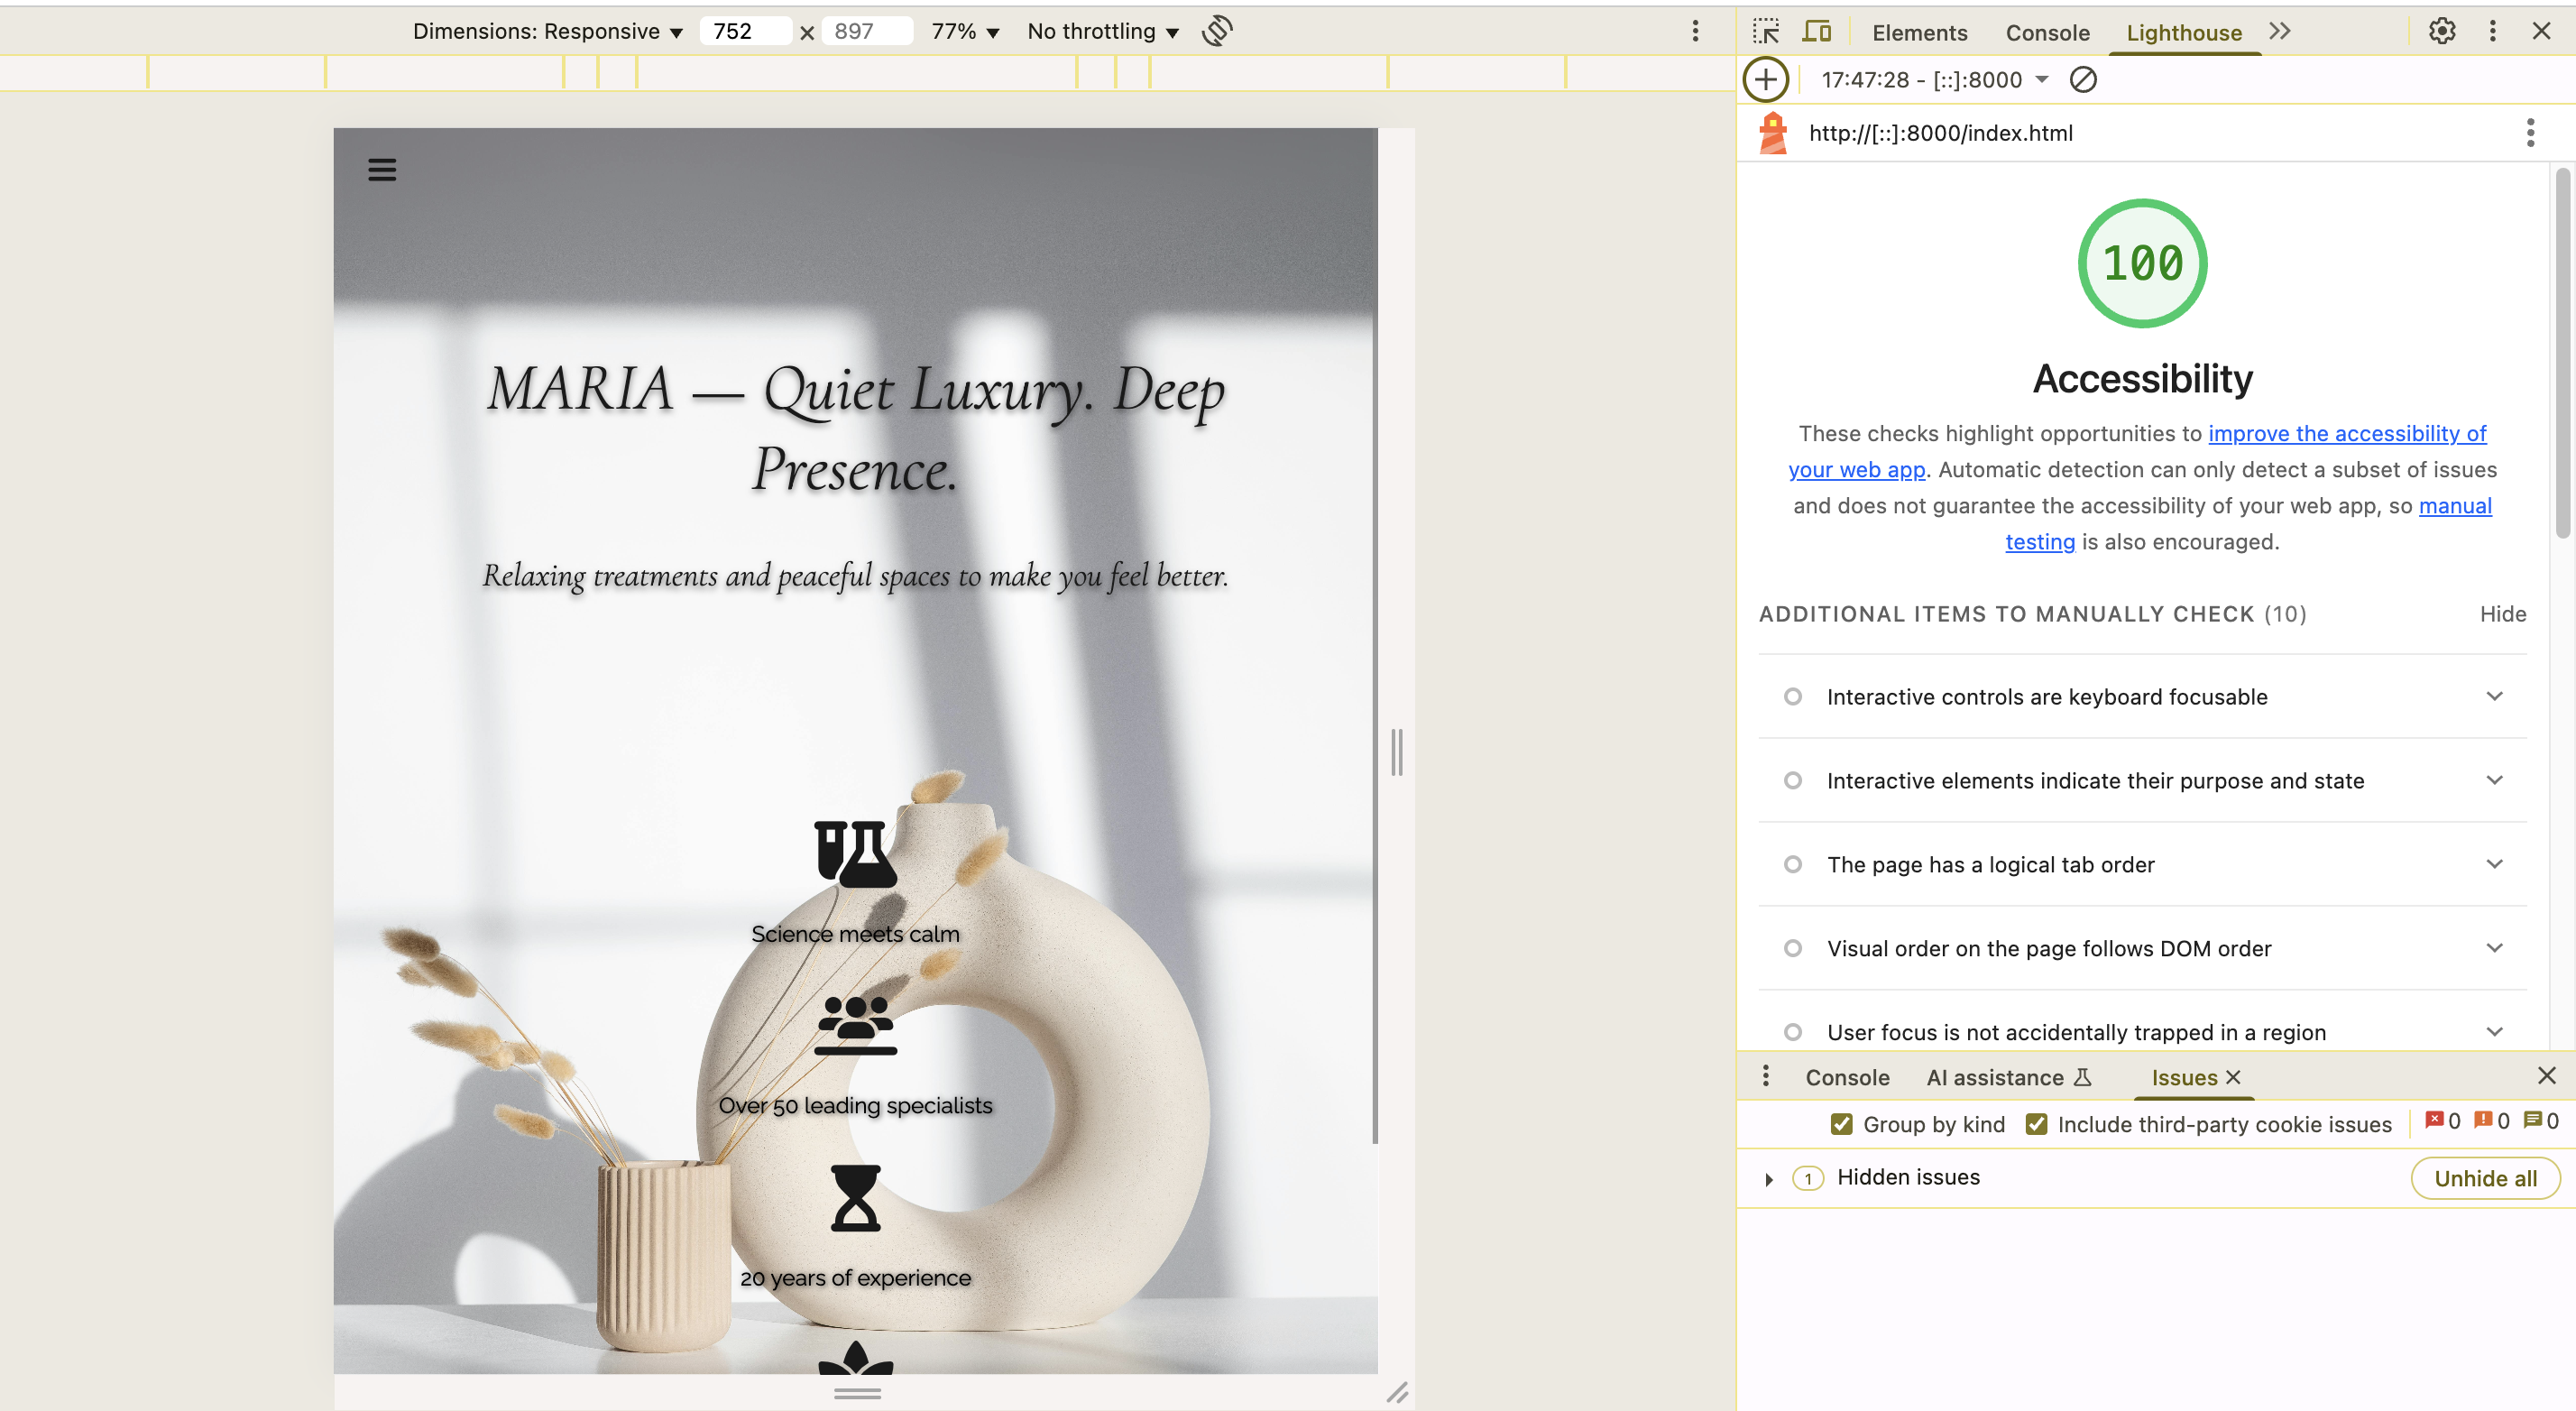 Dimensions: Responsive ▼ 752 × 897 77% ▼ No throttling ▼
Elements Console Lighthouse
17:47:28 - [::]:8000
http://[::]:8000/index.html
MARIA — Quiet Luxury. Deep
Presence.
Relaxing treatments and peaceful spaces to make you feel better.
Science meets calm
Over 50 leading specialists
20 years of experience
100
Accessibility
These checks highlight opportunities to improve the accessibility of
your web app. Automatic detection can only detect a subset of issues
and does not guarantee the accessibility of your web app, so manual
testing is also encouraged.
ADDITIONAL ITEMS TO MANUALLY CHECK (10) Hide
Interactive controls are keyboard focusable
Interactive elements indicate their purpose and state
The page has a logical tab order
Visual order on the page follows DOM order
User focus is not accidentally trapped in a region
Console AI assistance Issues
Group by kind Include third-party cookie issues 0 0 0
1 Hidden issues Unhide all